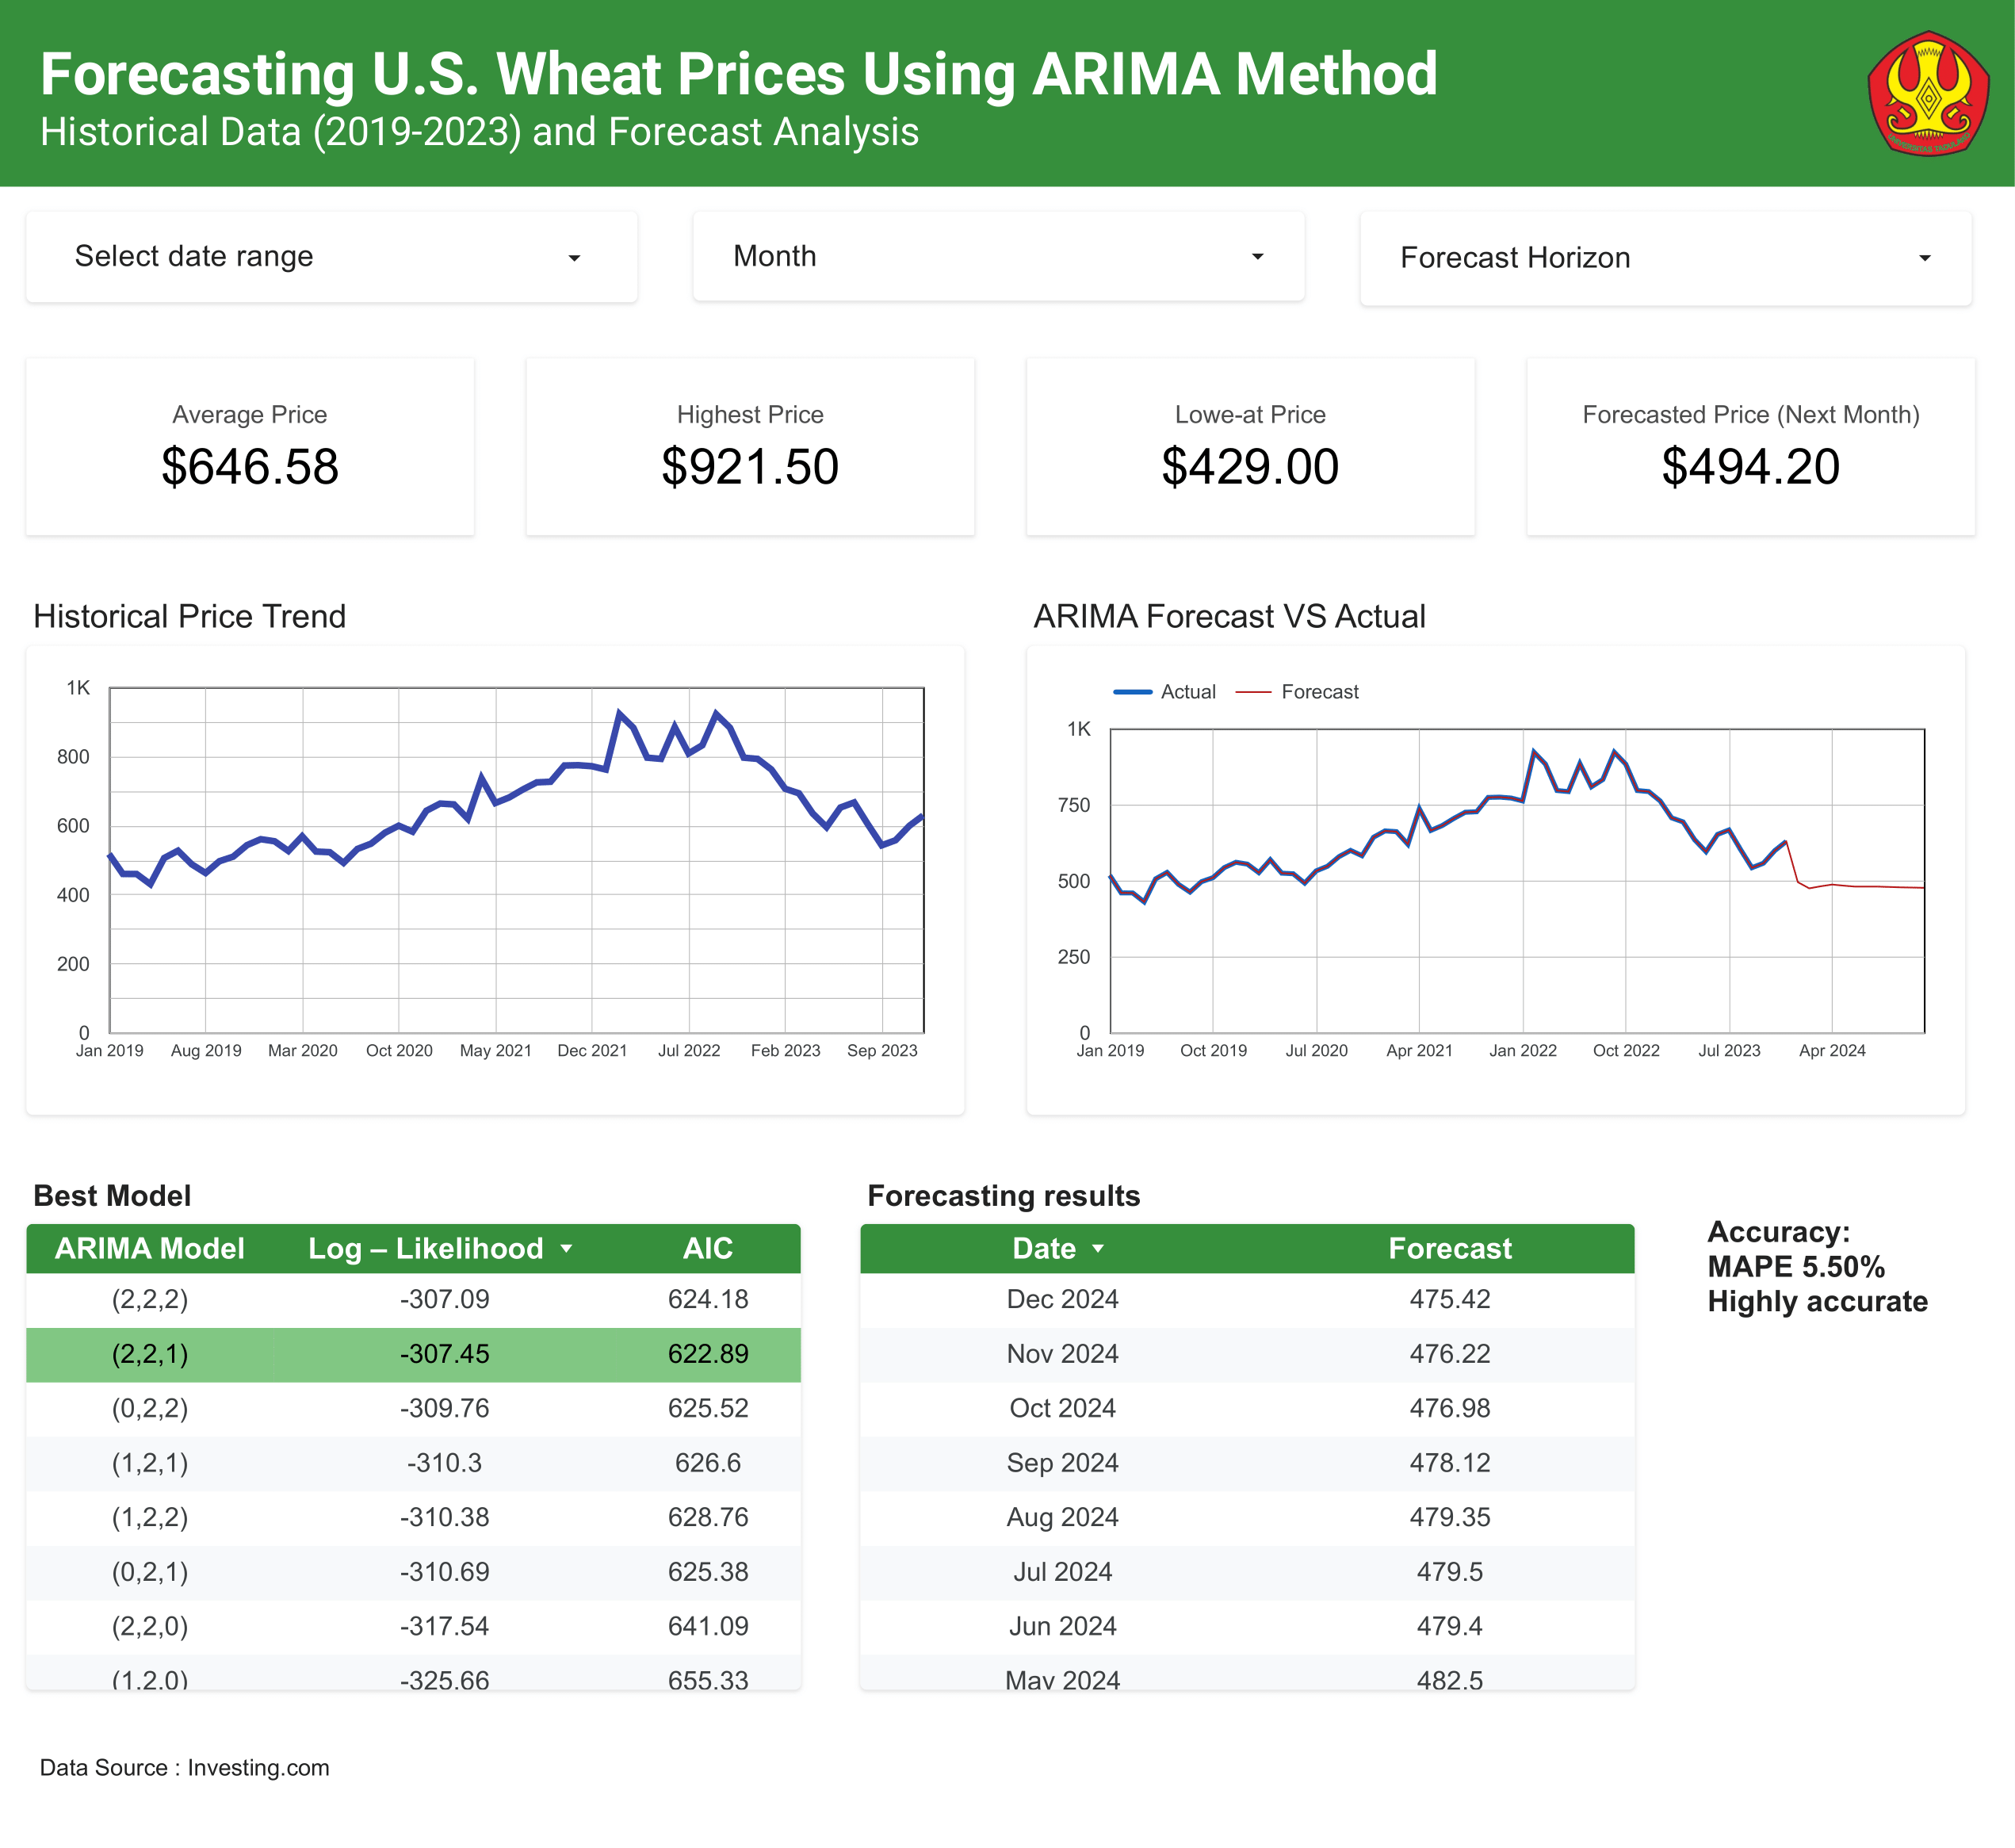 Forecasting U.S. Wheat Prices Using ARIMA Method
Historical Data (2019-2023) and Forecast Analysis
Select date range
Month
Forecast Horizon
Average Price
$646.58
Highest Price
$921.50
Lowe-at Price
$429.00
Forecasted Price (Next Month)
$494.20
Historical Price Trend
1K
800
600
400
200
0
Jan 2019 Aug 2019 Mar 2020 Oct 2020 May 2021 Dec 2021 Jul 2022 Feb 2023 Sep 2023
ARIMA Forecast VS Actual
Actual Forecast
1K
750
500
250
0
Jan 2019 Oct 2019 Jul 2020 Apr 2021 Jan 2022 Oct 2022 Jul 2023 Apr 2024
Best Model
ARIMA Model Log – Likelihood AIC
(2,2,2) -307.09 624.18
(2,2,1) -307.45 622.89
(0,2,2) -309.76 625.52
(1,2,1) -310.3 626.6
(1,2,2) -310.38 628.76
(0,2,1) -310.69 625.38
(2,2,0) -317.54 641.09
(1,2,0) -325.66 655.33
Forecasting results
Date Forecast
Dec 2024 475.42
Nov 2024 476.22
Oct 2024 476.98
Sep 2024 478.12
Aug 2024 479.35
Jul 2024 479.5
Jun 2024 479.4
May 2024 482.5
Accuracy:
MAPE 5.50%
Highly accurate
Data Source : Investing.com